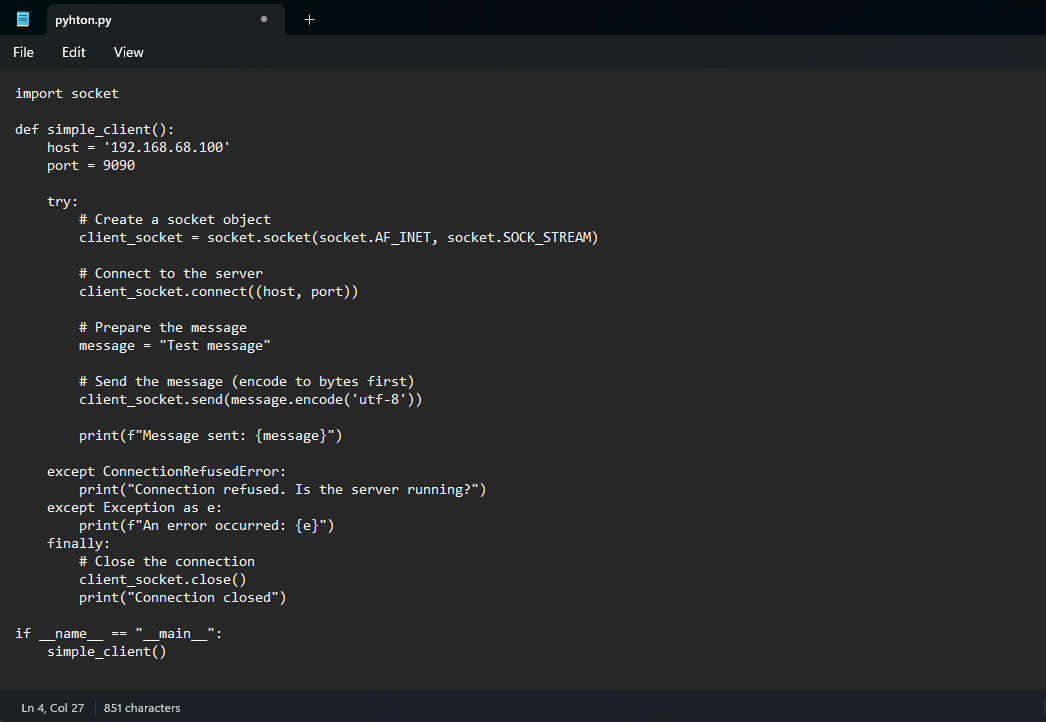 pyhton.py
File Edit View
import socket
def simple_client():
    host = '192.168.68.100'
    port = 9090
    try:
        # Create a socket object
        client_socket = socket.socket(socket.AF_INET, socket.SOCK_STREAM)
        # Connect to the server
        client_socket.connect((host, port))
        # Prepare the message
        message = "Test message"
        # Send the message (encode to bytes first)
        client_socket.send(message.encode('utf-8'))
        print(f"Message sent: {message}")
    except ConnectionRefusedError:
        print("Connection refused. Is the server running?")
    except Exception as e:
        print(f"An error occurred: {e}")
    finally:
        # Close the connection
        client_socket.close()
        print("Connection closed")
if __name__ == "__main__":
    simple_client()
Ln 4, Col 27 851 characters